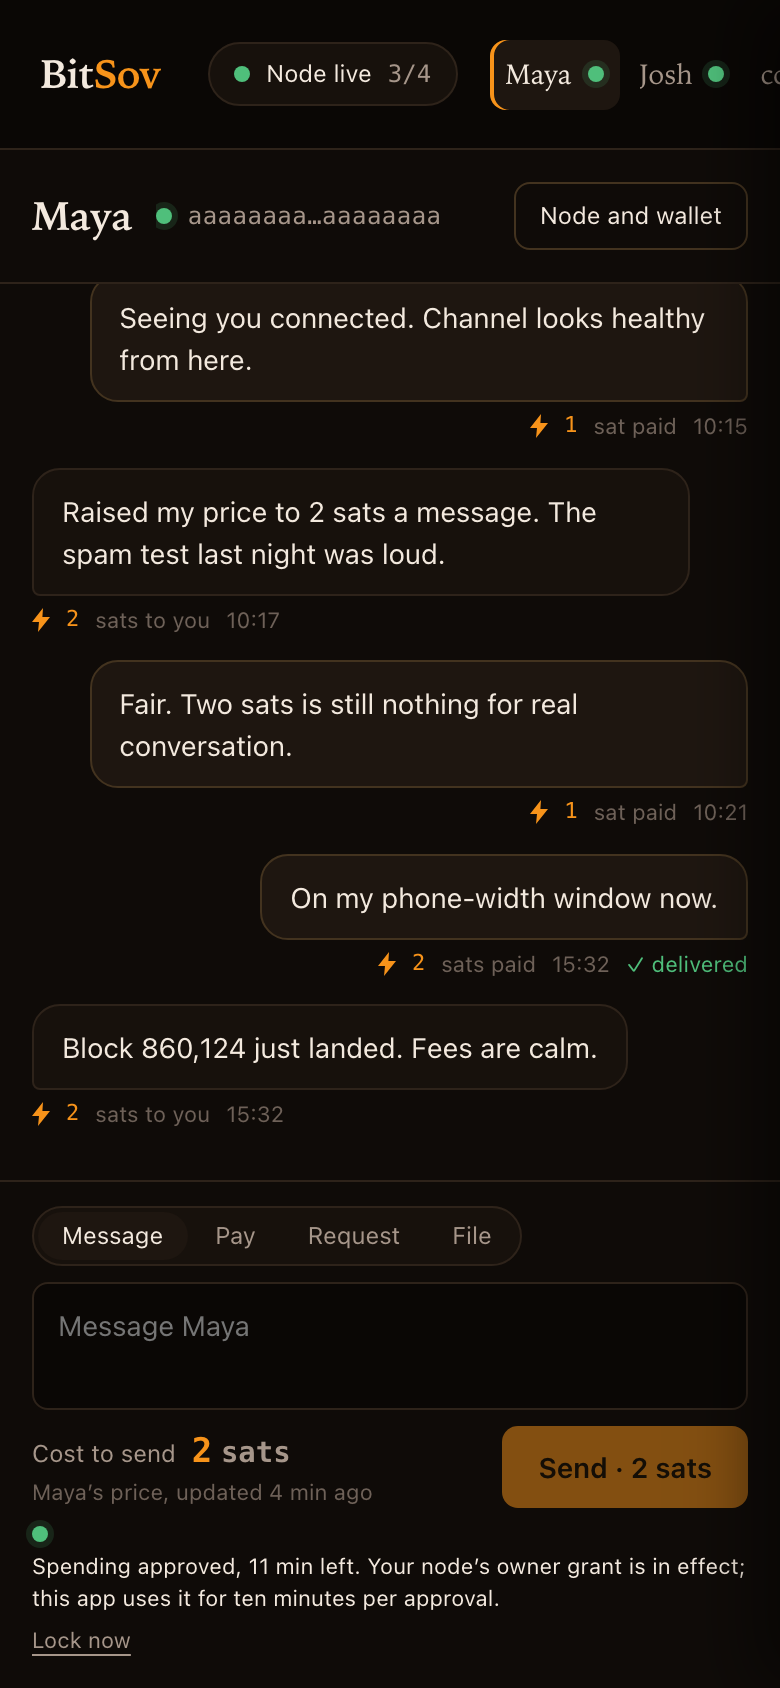 BitSov
Node live 3/4
Maya
Josh
Maya
aaaaaaaa…aaaaaaaa
Node and wallet
Seeing you connected. Channel looks healthy
from here.
1 sat paid 10:15
Raised my price to 2 sats a message. The
spam test last night was loud.
2 sats to you 10:17
Fair. Two sats is still nothing for real
conversation.
1 sat paid 10:21
On my phone-width window now.
2 sats paid 15:32 ✓ delivered
Block 860,124 just landed. Fees are calm.
2 sats to you 15:32
Message Pay Request File
Message Maya
Cost to send 2 sats
Maya’s price, updated 4 min ago
Send · 2 sats
Spending approved, 11 min left. Your node’s owner grant is in effect;
this app uses it for ten minutes per approval.
Lock now